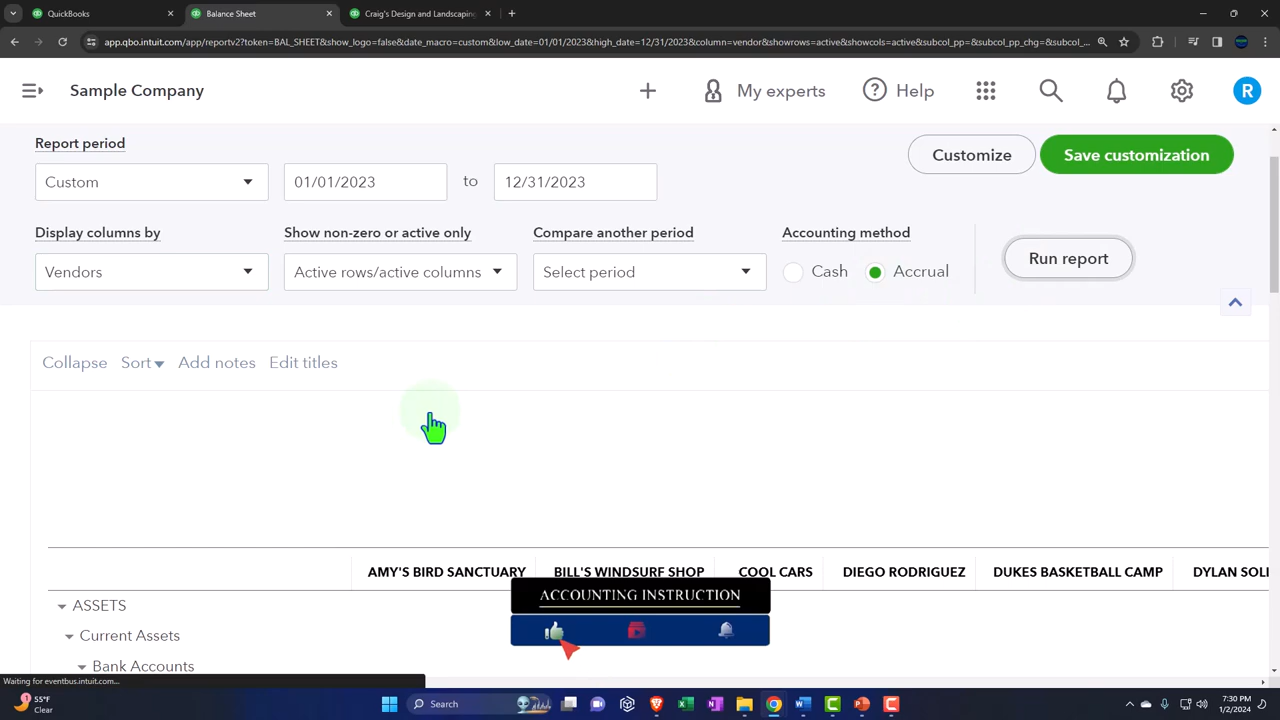 QuickBooks
Balance Sheet
Craig's Design and Landscaping
app.qbo.intuit.com/app/reportv2?token=BAL_SHEET&show_logo=false&date_macro=custom&low_date=01/01/2023&high_date=12/31/2023&column=vendor&showrows=active&showcols=active&subcol_pp=&subcol_pp_chg=&subcol_...
Sample Company
My experts
Help
R
Report period
Customize
Save customization
Custom
01/01/2023
to
12/31/2023
Display columns by
Show non-zero or active only
Compare another period
Accounting method
Vendors
Active rows/active columns
Select period
Cash
Accrual
Run report
Collapse Sort Add notes Edit titles
AMY'S BIRD SANCTUARY BILL'S WINDSURF SHOP COOL CARS DIEGO RODRIGUEZ DUKES BASKETBALL CAMP DYLAN SOLL
ASSETS
ACCOUNTING INSTRUCTION
Current Assets
Bank Accounts
Waiting for eventbus.intuit.com...
55°F
Clear
Search
7:30 PM
1/2/2024